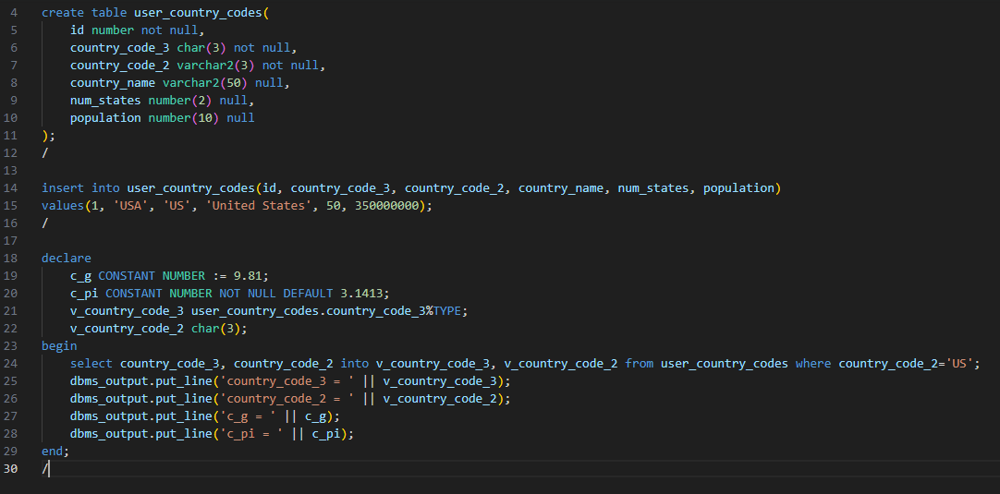 4 create table user_country_codes(
5     id number not null,
6     country_code_3 char(3) not null,
7     country_code_2 varchar2(3) not null,
8     country_name varchar2(50) null,
9     num_states number(2) null,
10     population number(10) null
11 );
12 /
13
14 insert into user_country_codes(id, country_code_3, country_code_2, country_name, num_states, population)
15 values(1, 'USA', 'US', 'United States', 50, 350000000);
16 /
17
18 declare
19     c_g CONSTANT NUMBER := 9.81;
20     c_pi CONSTANT NUMBER NOT NULL DEFAULT 3.1413;
21     v_country_code_3 user_country_codes.country_code_3%TYPE;
22     v_country_code_2 char(3);
23 begin
24     select country_code_3, country_code_2 into v_country_code_3, v_country_code_2 from user_country_codes where country_code_2='US';
25     dbms_output.put_line('country_code_3 = ' || v_country_code_3);
26     dbms_output.put_line('country_code_2 = ' || v_country_code_2);
27     dbms_output.put_line('c_g = ' || c_g);
28     dbms_output.put_line('c_pi = ' || c_pi);
29 end;
30 /